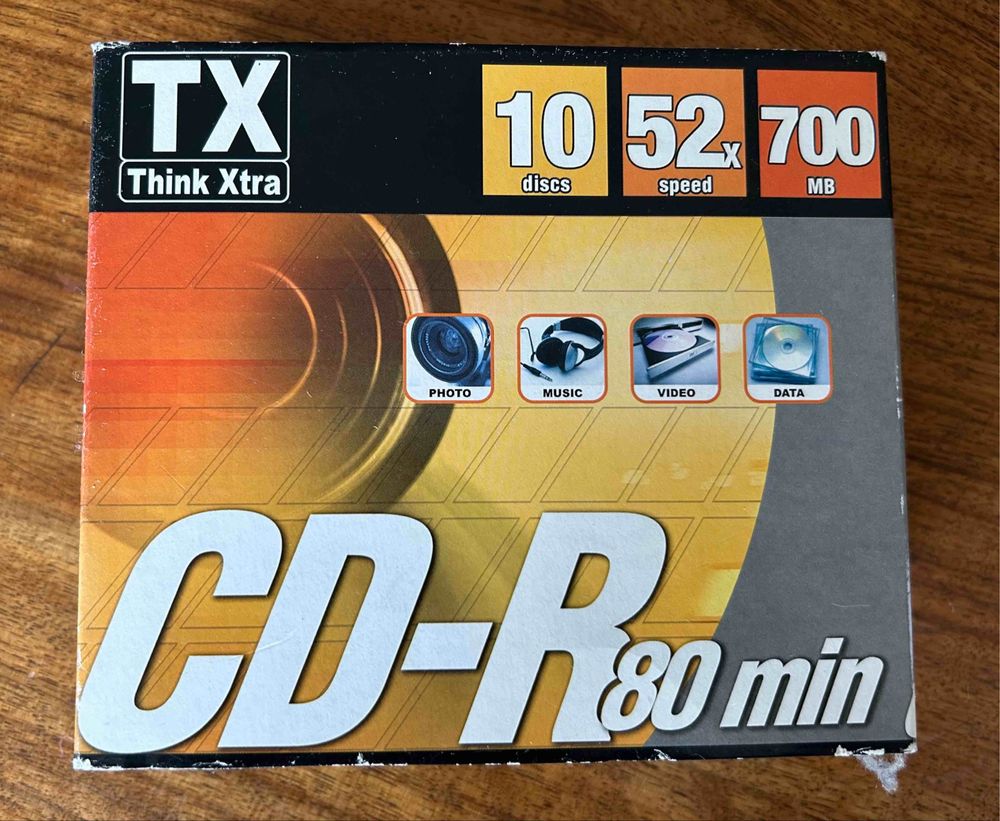 TX
Think Xtra
10
discs
52x
speed
700
MB
PHOTO
MUSIC
VIDEO
DATA
CD-R 80 min